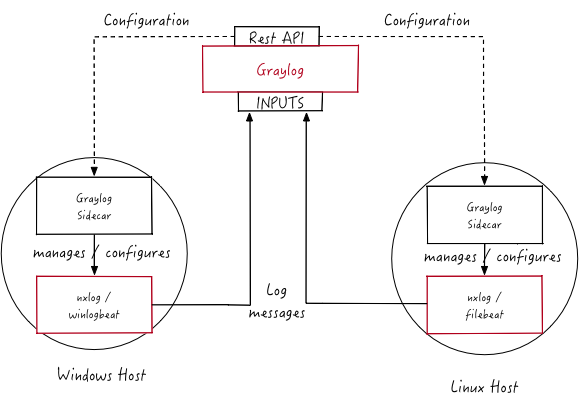 Configuration
Configuration
Rest API
Graylog
INPUTS
Graylog
Sidecar
manages / configures
nxlog /
winlogbeat
Windows Host
Log
messages
Graylog
Sidecar
manages / configures
nxlog /
filebeat
Linux Host